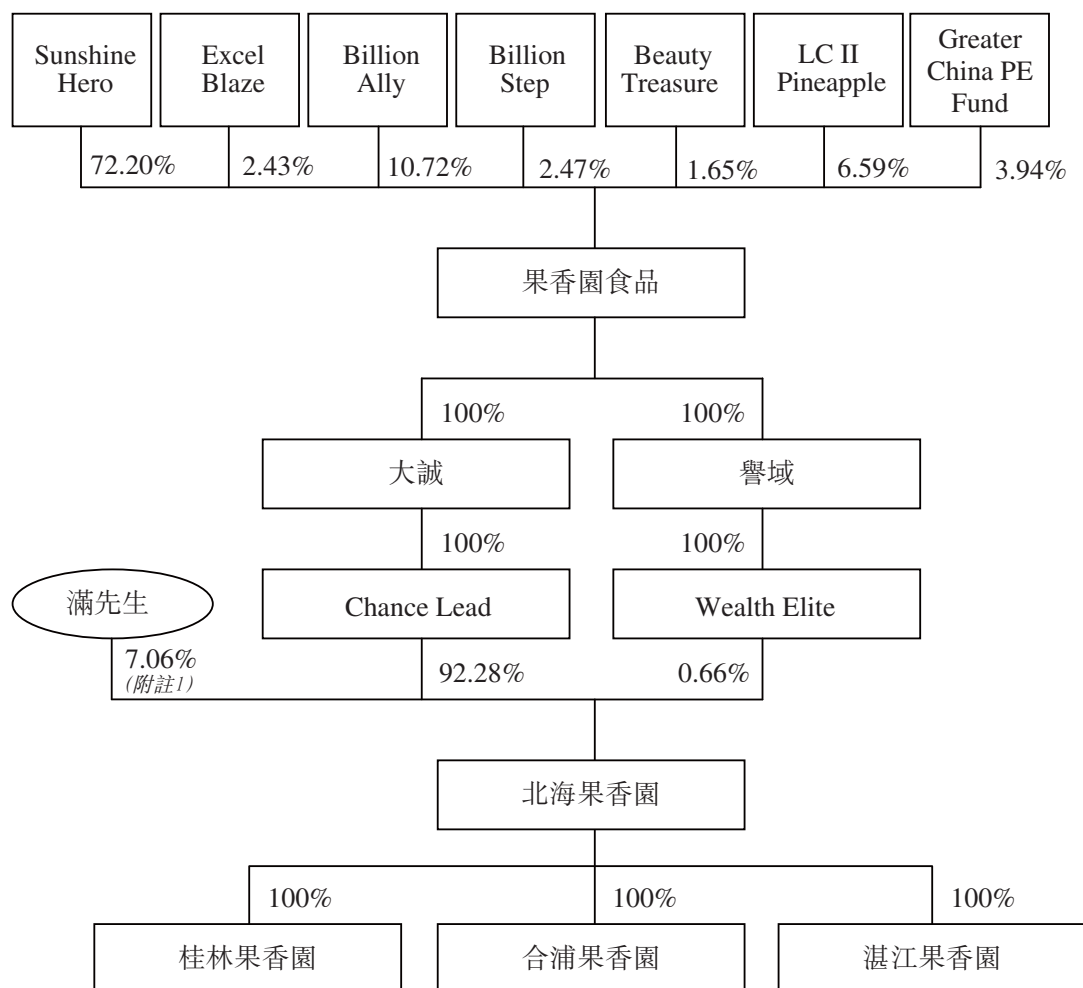 Sunshine
Hero
Excel
Blaze
Billion
Ally
Billion
Step
Beauty
Treasure
LC II
Pineapple
Greater
China PE
Fund
72.20%
2.43%
10.72%
2.47%
1.65%
6.59%
3.94%
果香園食品
100%
100%
大誠
譽域
100%
100%
滿先生
Chance Lead
Wealth Elite
7.06%
(附註1)
92.28%
0.66%
北海果香園
100%
100%
100%
桂林果香園
合浦果香園
湛江果香園